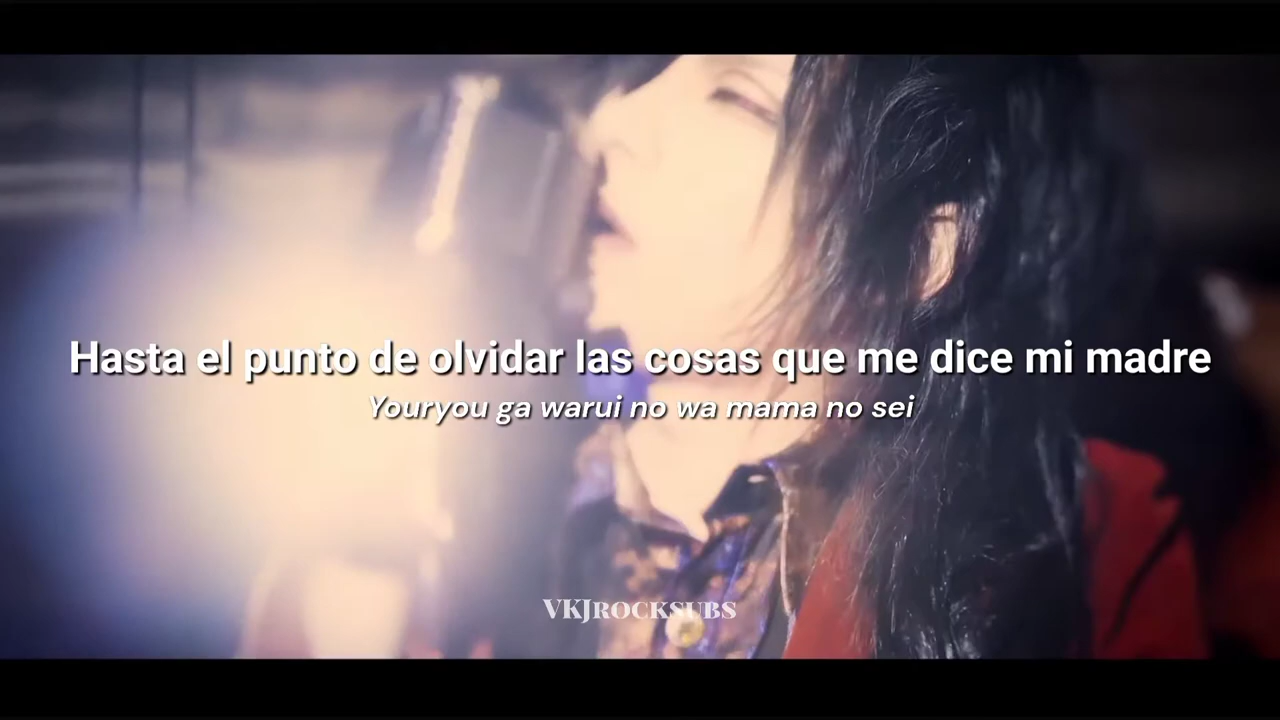 Hasta el punto de olvidar las cosas que me dice mi madre
Youryou ga warui no wa mama no sei
VKJROCKSUBS